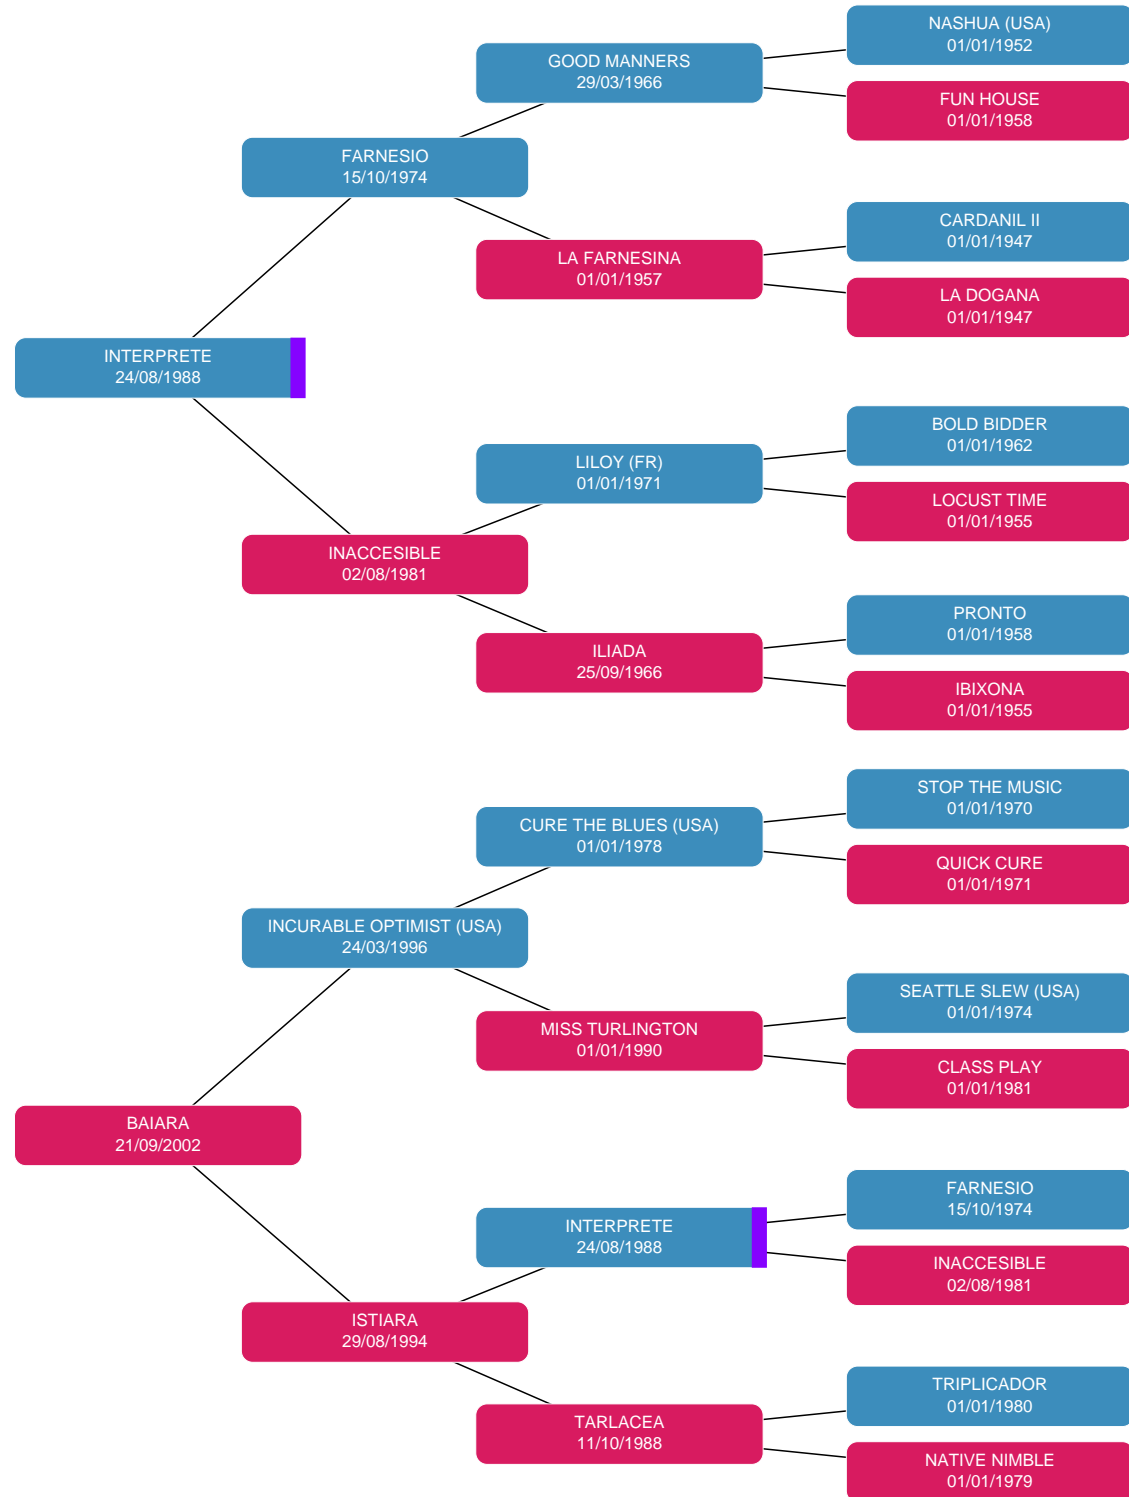 NASHUA (USA)
01/01/1952
GOOD MANNERS
29/03/1966
FUN HOUSE
01/01/1958
FARNESIO
15/10/1974
CARDANIL II
01/01/1947
LA FARNESINA
01/01/1957
LA DOGANA
01/01/1947
INTERPRETE
24/08/1988
BOLD BIDDER
01/01/1962
LILOY (FR)
01/01/1971
LOCUST TIME
01/01/1955
INACCESIBLE
02/08/1981
PRONTO
01/01/1958
ILIADA
25/09/1966
IBIXONA
01/01/1955
STOP THE MUSIC
01/01/1970
CURE THE BLUES (USA)
01/01/1978
QUICK CURE
01/01/1971
INCURABLE OPTIMIST (USA)
24/03/1996
SEATTLE SLEW (USA)
01/01/1974
MISS TURLINGTON
01/01/1990
CLASS PLAY
01/01/1981
BAIARA
21/09/2002
FARNESIO
15/10/1974
INTERPRETE
24/08/1988
INACCESIBLE
02/08/1981
ISTIARA
29/08/1994
TRIPLICADOR
01/01/1980
TARLACEA
11/10/1988
NATIVE NIMBLE
01/01/1979